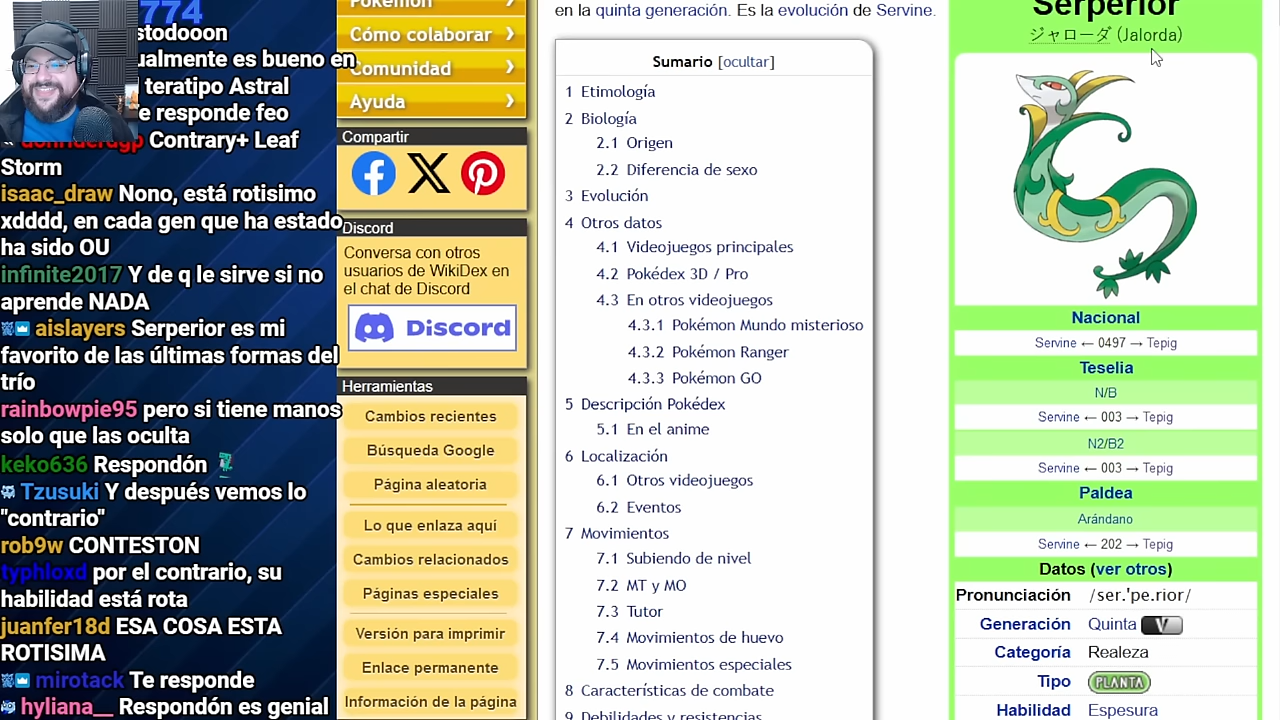 774
stodooon
ualmente es bueno en
teratipo Astral
e responde feo
Contrary+ Leaf
Storm
isaac_draw Nono, está rotisimo
xdddd, en cada gen que ha estado
ha sido OU
infinite2017 Y de q le sirve si no
aprende NADA
aislayers Serperior es mi
favorito de las últimas formas del
trío
rainbowpie95 pero si tiene manos
solo que las oculta
keko636 Respondón
Tzusuki Y después vemos lo
"contrario"
rob9w CONTESTON
typhloxd por el contrario, su
habilidad está rota
juanfer18d ESA COSA ESTA
ROTISIMA
mirotack Te responde
hyliana__ Respondón es genial
Pokémon
Cómo colaborar
Comunidad
Ayuda
Compartir
Discord
Conversa con otros
usuarios de WikiDex en
el chat de Discord
Discord
Herramientas
Cambios recientes
Búsqueda Google
Página aleatoria
Lo que enlaza aquí
Cambios relacionados
Páginas especiales
Versión para imprimir
Enlace permanente
Información de la página
en la quinta generación. Es la evolución de Servine.
Sumario [ocultar]
1 Etimología
2 Biología
2.1 Origen
2.2 Diferencia de sexo
3 Evolución
4 Otros datos
4.1 Videojuegos principales
4.2 Pokédex 3D / Pro
4.3 En otros videojuegos
4.3.1 Pokémon Mundo misterioso
4.3.2 Pokémon Ranger
4.3.3 Pokémon GO
5 Descripción Pokédex
5.1 En el anime
6 Localización
6.1 Otros videojuegos
6.2 Eventos
7 Movimientos
7.1 Subiendo de nivel
7.2 MT y MO
7.3 Tutor
7.4 Movimientos de huevo
7.5 Movimientos especiales
8 Características de combate
9 Debilidades y resistencias
Serperior
ジャローダ (Jalorda)
Nacional
Servine ← 0497 → Tepig
Teselia
N/B
Servine ← 003 → Tepig
N2/B2
Servine ← 003 → Tepig
Paldea
Arándano
Servine ← 202 → Tepig
Datos (ver otros)
Pronunciación /ser.'pe.rior/
Generación Quinta V
Categoría Realeza
Tipo PLANTA
Habilidad Espesura